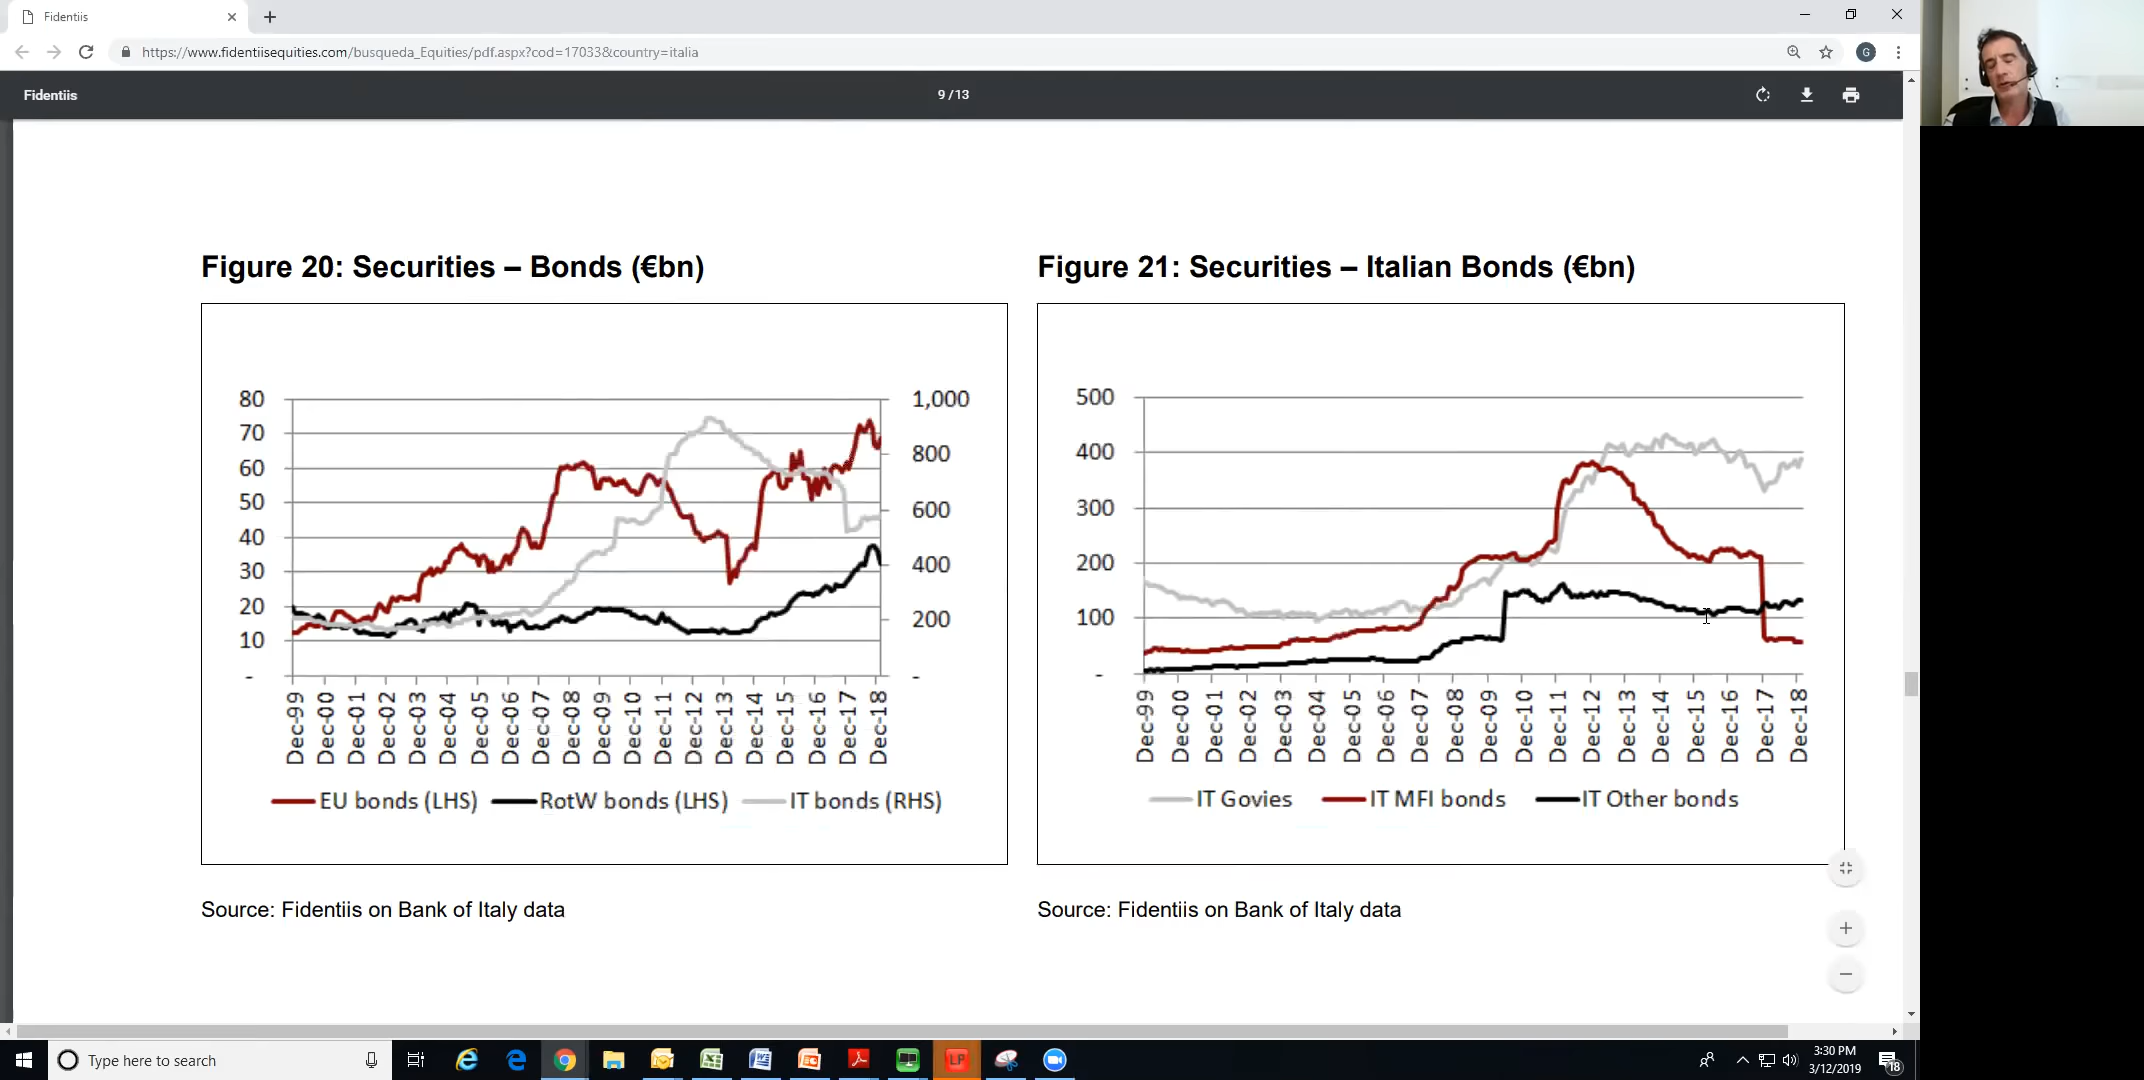 Fidentiis
https://www.fidentiisequities.com/busqueda_Equities/pdf.aspx?cod=17033&country=italia
G
Fidentiis
9 / 13
Figure 20: Securities – Bonds (€bn)
80
70
60
50
40
30
20
10
-
1,000
800
600
400
200
-
Dec-99
Dec-00
Dec-01
Dec-02
Dec-03
Dec-04
Dec-05
Dec-06
Dec-07
Dec-08
Dec-09
Dec-10
Dec-11
Dec-12
Dec-13
Dec-14
Dec-15
Dec-16
Dec-17
Dec-18
EU bonds (LHS) RotW bonds (LHS) IT bonds (RHS)
Source: Fidentiis on Bank of Italy data
Figure 21: Securities – Italian Bonds (€bn)
500
400
300
200
100
-
Dec-99
Dec-00
Dec-01
Dec-02
Dec-03
Dec-04
Dec-05
Dec-06
Dec-07
Dec-08
Dec-09
Dec-10
Dec-11
Dec-12
Dec-13
Dec-14
Dec-15
Dec-16
Dec-17
Dec-18
IT Govies IT MFI bonds IT Other bonds
Source: Fidentiis on Bank of Italy data
Type here to search
LP
3:30 PM
3/12/2019
18